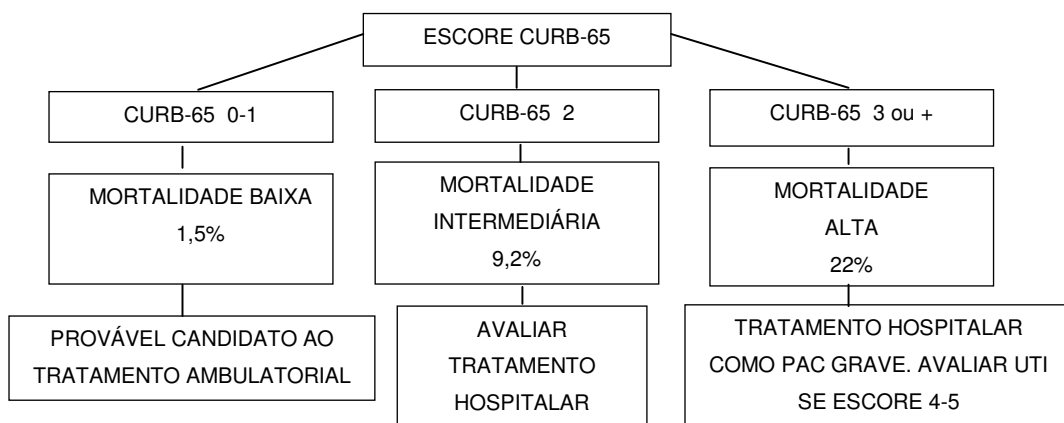 ESCORE CURB-65
CURB-65 0-1
CURB-65 2
CURB-65 3 ou +
MORTALIDADE BAIXA
1,5%
MORTALIDADE
INTERMEDIÁRIA
9,2%
MORTALIDADE
ALTA
22%
PROVÁVEL CANDIDATO AO
TRATAMENTO AMBULATORIAL
AVALIAR
TRATAMENTO
HOSPITALAR
TRATAMENTO HOSPITALAR
COMO PAC GRAVE. AVALIAR UTI
SE ESCORE 4-5